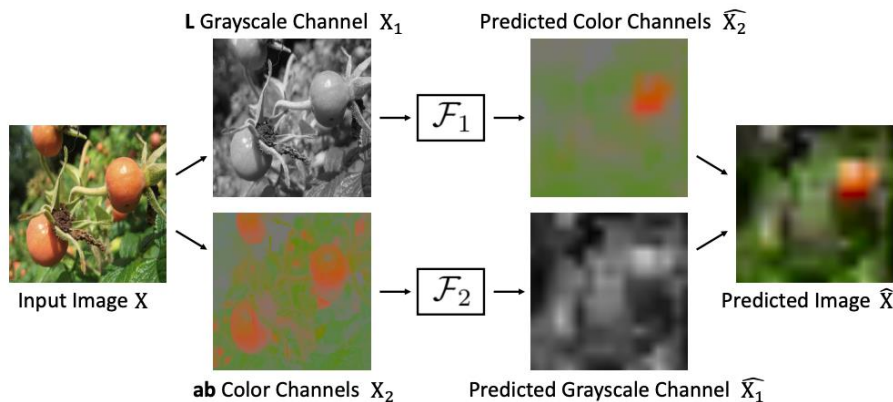 L Grayscale Channel X₁
Predicted Color Channels X̂₂
F₁
Input Image X
F₂
Predicted Image X̂
ab Color Channels X₂
Predicted Grayscale Channel X̂₁